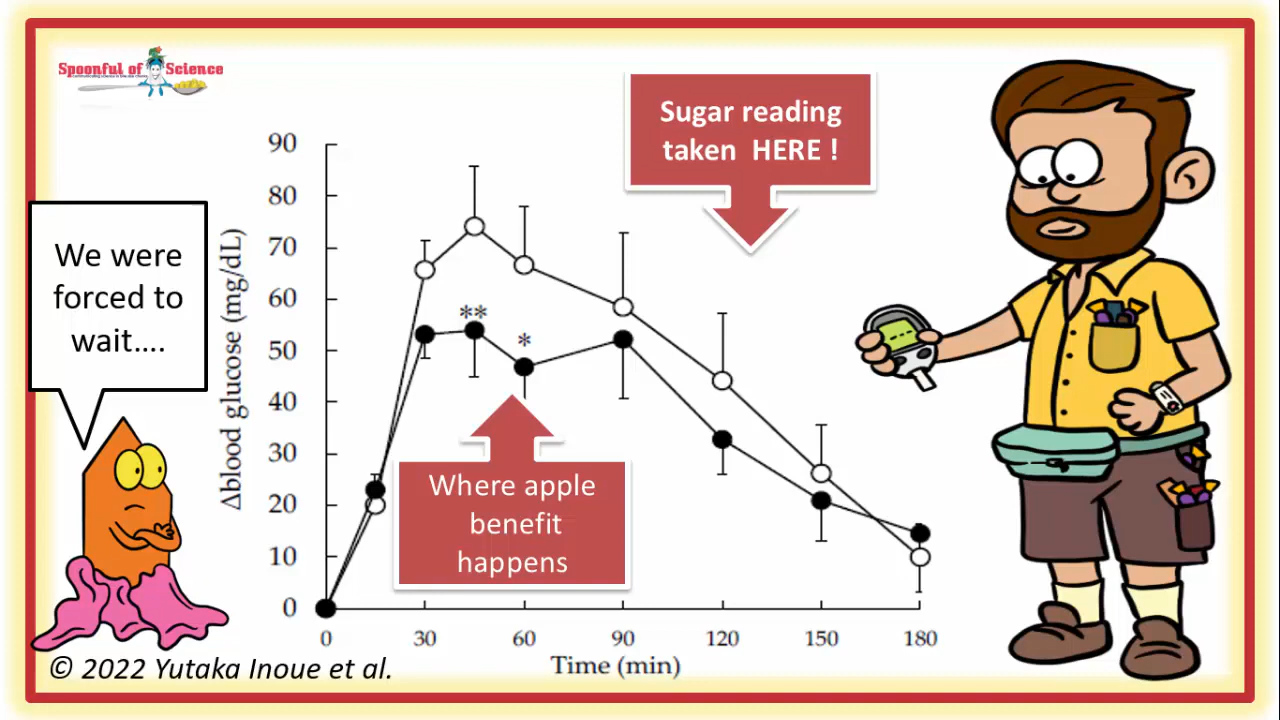 Spoonful of Science
Sugar reading
taken HERE !
We were
forced to
wait....
90
80
70
60
50
40
30
20
10
0
Δblood glucose (mg/dL)
**
*
Where apple
benefit
happens
0 30 60 90 120 150 180
Time (min)
© 2022 Yutaka Inoue et al.